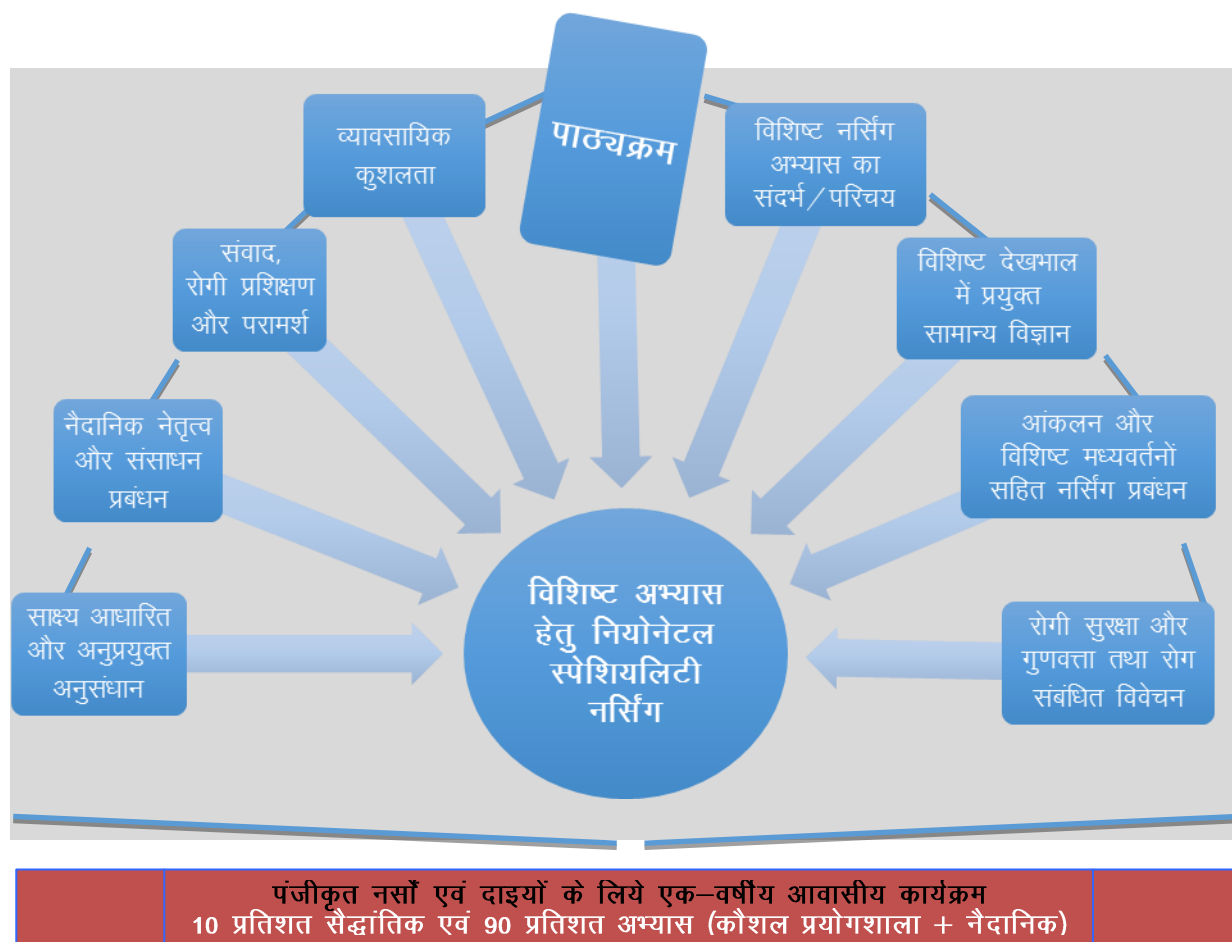 पाठ्यक्रम
व्यावसायिक
कुशलता
संवाद,
रोगी प्रशिक्षण
और परामर्श
नैदानिक नेतृत्व
और संसाधन
प्रबंधन
साक्ष्य आधारित
और अनुप्रयुक्त
अनुसंधान
विशिष्ट नर्सिंग
अभ्यास का
संदर्भ/परिचय
विशिष्ट देखभाल
में प्रयुक्त
सामान्य विज्ञान
आंकलन और
विशिष्ट मध्यवर्तनों
सहित नर्सिंग प्रबंधन
रोगी सुरक्षा और
गुणवत्ता तथा रोग
संबंधित विवेचन
विशिष्ट अभ्यास
हेतु नियोनेटल
स्पेशियलिटी
नर्सिंग
पंजीकृत नर्सों एवं दाइयों के लिये एक–वर्षीय आवासीय कार्यक्रम
10 प्रतिशत सैद्धांतिक एवं 90 प्रतिशत अभ्यास (कौशल प्रयोगशाला + नैदानिक)